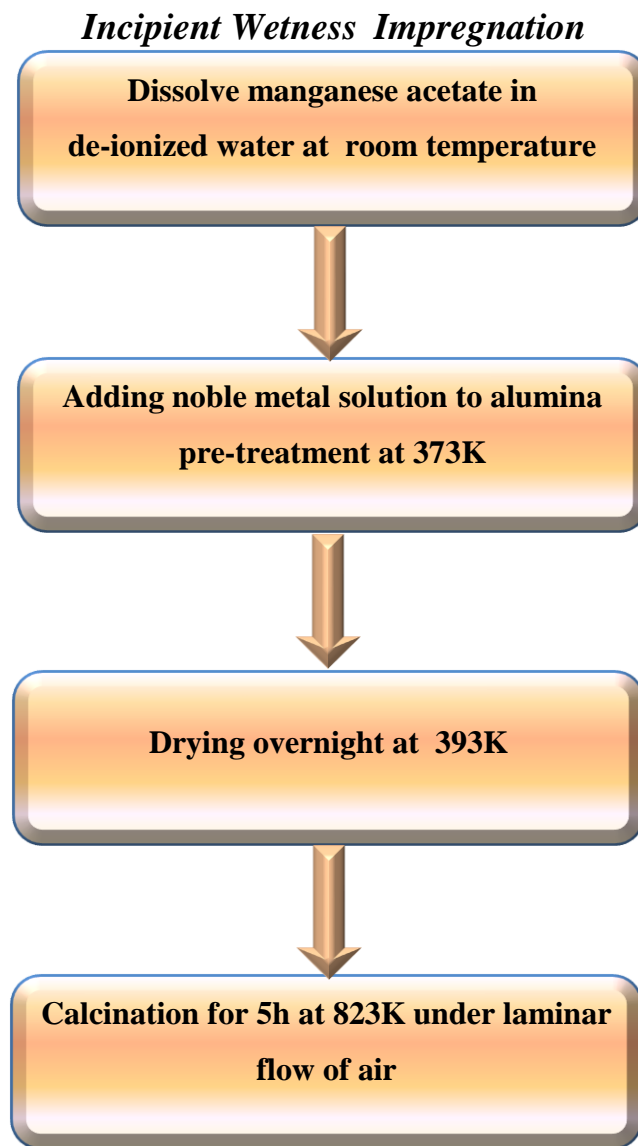 Incipient Wetness Impregnation
Dissolve manganese acetate in
de-ionized water at room temperature
Adding noble metal solution to alumina
pre-treatment at 373K
Drying overnight at 393K
Calcination for 5h at 823K under laminar
flow of air